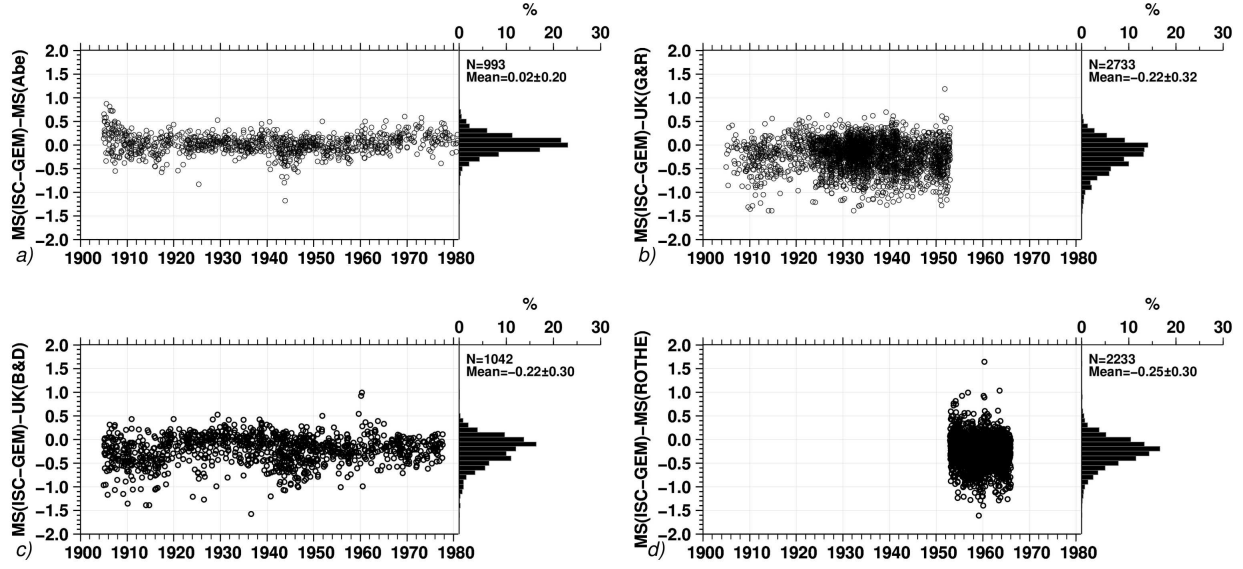 %
0 10 20 30
2.0
1.5
1.0
0.5
0.0
−0.5
−1.0
−1.5
−2.0
MS(ISC−GEM)−MS(Abe)
N=993
Mean=0.02±0.20
1900 1910 1920 1930 1940 1950 1960 1970 1980
a)
%
0 10 20 30
2.0
1.5
1.0
0.5
0.0
−0.5
−1.0
−1.5
−2.0
MS(ISC−GEM)−UK(G&R)
N=2733
Mean=−0.22±0.32
1900 1910 1920 1930 1940 1950 1960 1970 1980
b)
%
0 10 20 30
2.0
1.5
1.0
0.5
0.0
−0.5
−1.0
−1.5
−2.0
MS(ISC−GEM)−UK(B&D)
N=1042
Mean=−0.22±0.30
1900 1910 1920 1930 1940 1950 1960 1970 1980
c)
%
0 10 20 30
2.0
1.5
1.0
0.5
0.0
−0.5
−1.0
−1.5
−2.0
MS(ISC−GEM)−MS(ROTHE)
N=2233
Mean=−0.25±0.30
1900 1910 1920 1930 1940 1950 1960 1970 1980
d)